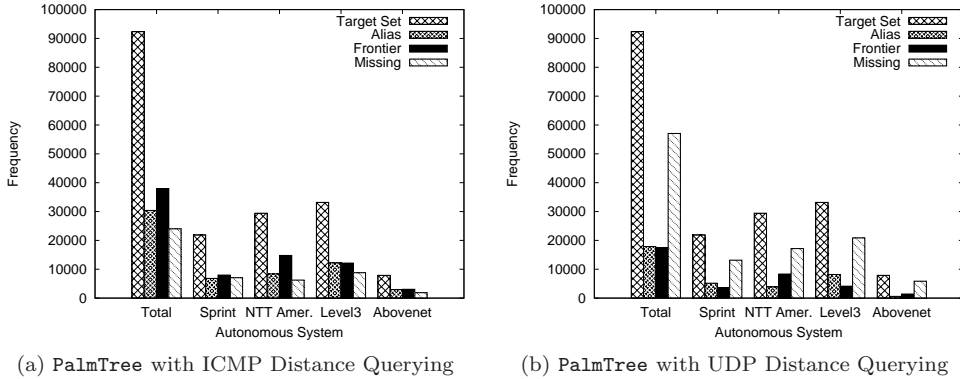 100000
90000
80000
70000
60000
50000
40000
30000
20000
10000
0
Frequency
Target Set
Alias
Frontier
Missing
Total Sprint NTT Amer. Level3 Abovenet
Autonomous System
(a) PalmTree with ICMP Distance Querying
100000
90000
80000
70000
60000
50000
40000
30000
20000
10000
0
Frequency
Target Set
Alias
Frontier
Missing
Total Sprint NTT Amer. Level3 Abovenet
Autonomous System
(b) PalmTree with UDP Distance Querying